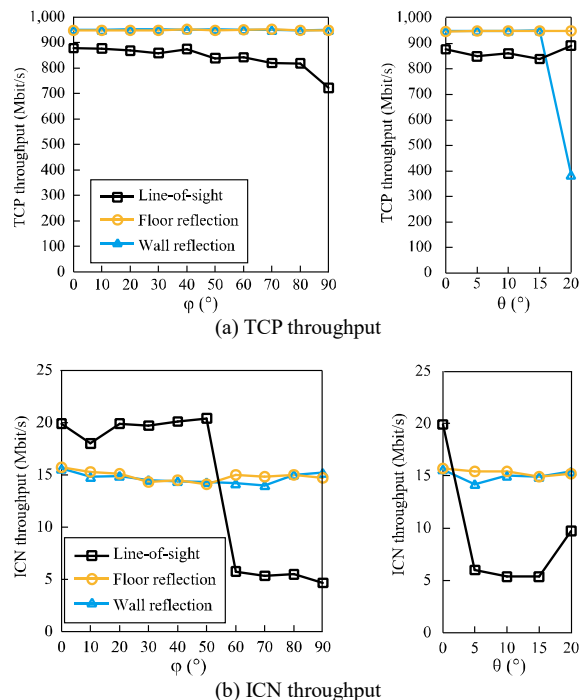 1,000
900
800
700
600
500
400
300
200
100
0
TCP throughput (Mbit/s)
Line-of-sight
Floor reflection
Wall reflection
0 10 20 30 40 50 60 70 80 90
φ (°)
1,000
900
800
700
600
500
400
300
200
100
0
TCP throughput (Mbit/s)
0 5 10 15 20
θ (°)
(a) TCP throughput
25
20
15
10
5
0
ICN throughput (Mbit/s)
Line-of-sight
Floor reflection
Wall reflection
0 10 20 30 40 50 60 70 80 90
φ (°)
25
20
15
10
5
0
ICN throughput (Mbit/s)
0 5 10 15 20
θ (°)
(b) ICN throughput